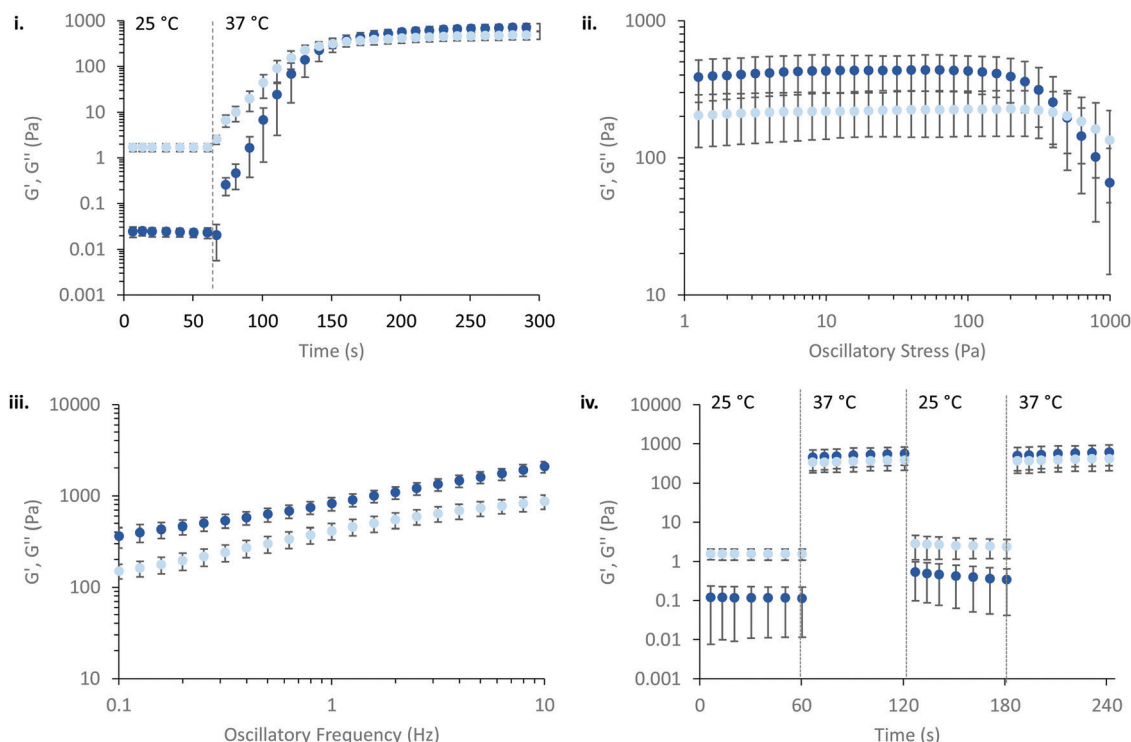 i.
25 °C 37 °C
G', G'' (Pa)
1000
100
10
1
0.1
0.01
0.001
0 50 100 150 200 250 300
Time (s)
ii.
G', G'' (Pa)
1000
100
10
1 10 100 1000
Oscillatory Stress (Pa)
iii.
G', G'' (Pa)
10000
1000
100
10
0.1 1 10
Oscillatory Frequency (Hz)
iv.
25 °C 37 °C 25 °C 37 °C
G', G'' (Pa)
10000
1000
100
10
1
0.1
0.01
0.001
0 60 120 180 240
Time (s)